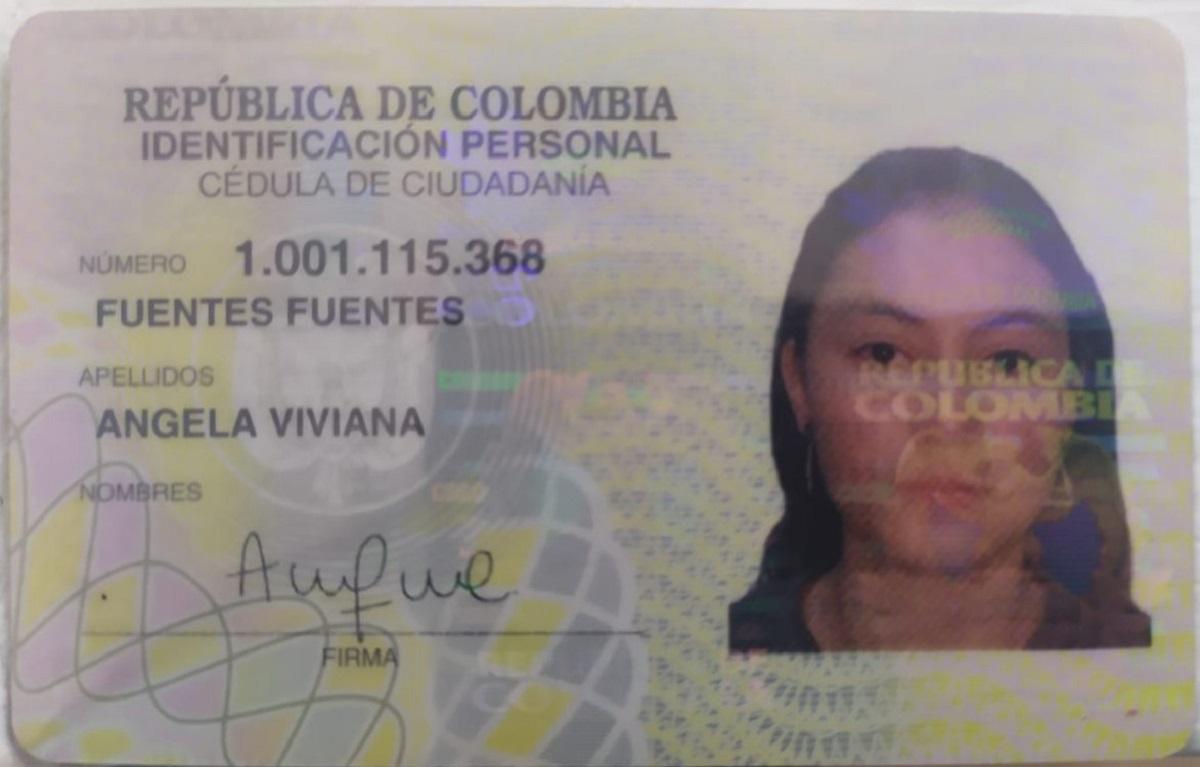 REPÚBLICA DE COLOMBIA
IDENTIFICACIÓN PERSONAL
CÉDULA DE CIUDADANÍA
NÚMERO 1.001.115.368
FUENTES FUENTES
APELLIDOS
ANGELA VIVIANA
NOMBRES
FIRMA
REPÚBLICA DE
COLOMBIA